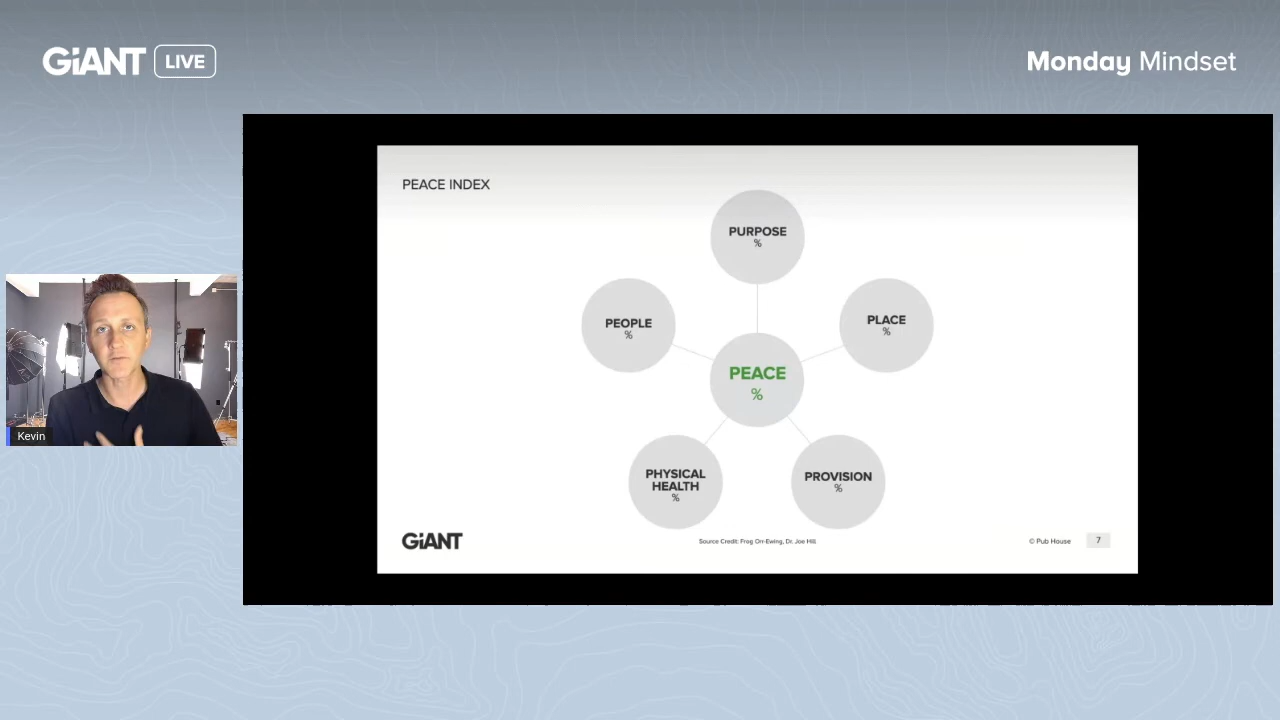 GiANT LIVE
Monday Mindset
PEACE INDEX
PURPOSE
%
PEOPLE
%
PLACE
%
PEACE
%
PHYSICAL
HEALTH
%
PROVISION
%
Kevin
GiANT
Source Credit: Frog Orr-Ewing, Dr. Joe Hill
© Pub House
7